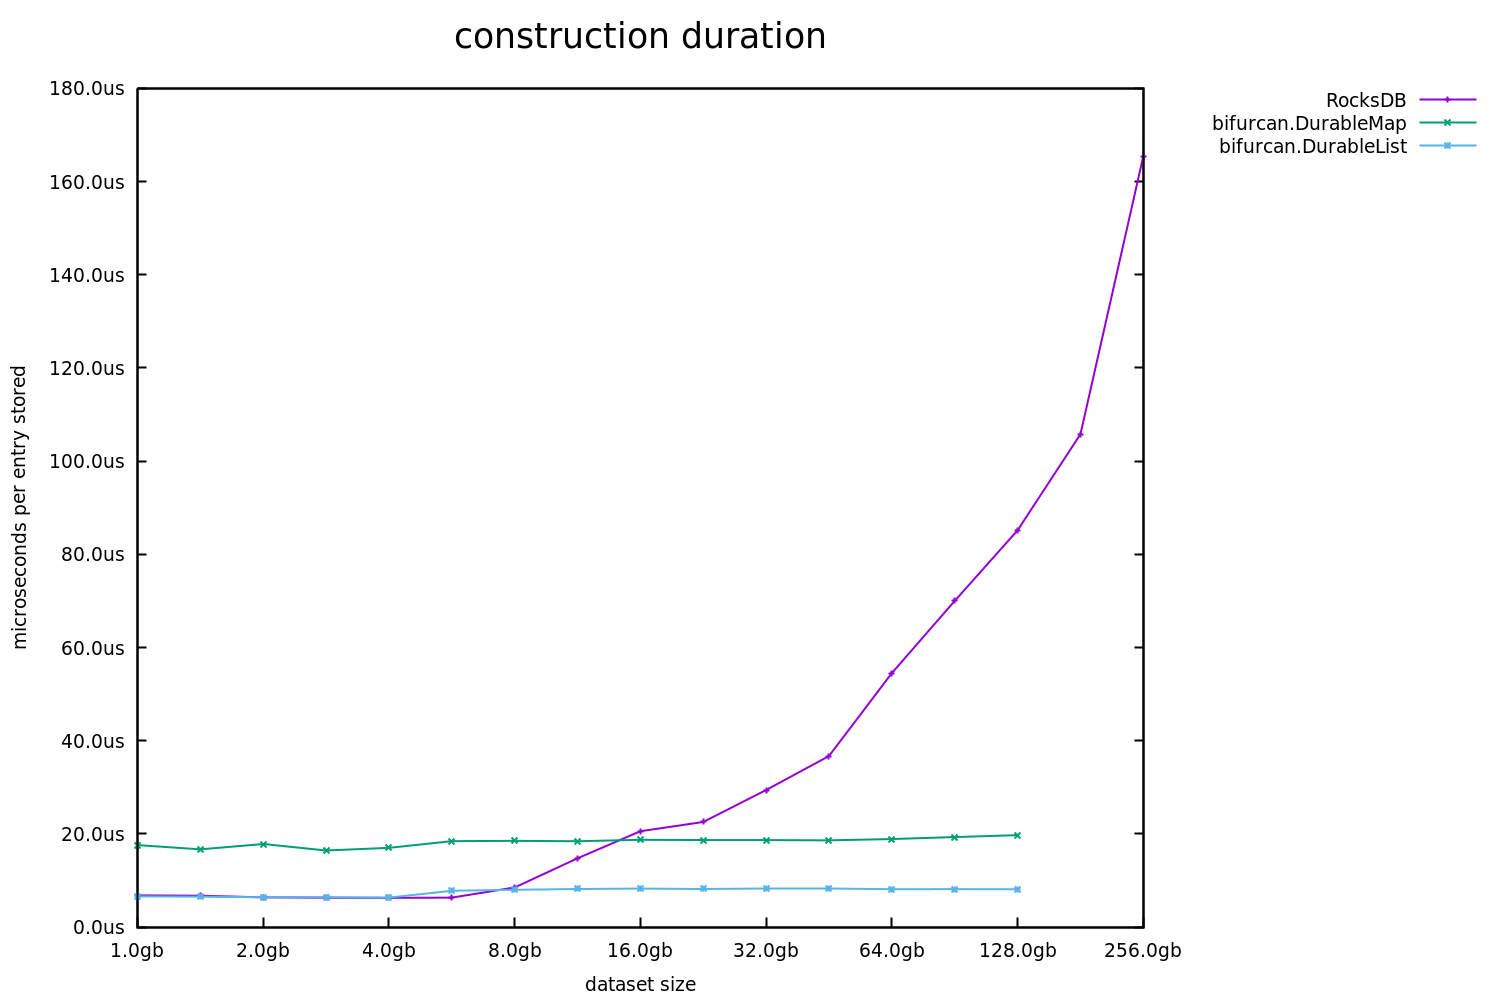 construction duration
180.0us
160.0us
140.0us
120.0us
100.0us
80.0us
60.0us
40.0us
20.0us
0.0us
microseconds per entry stored
1.0gb 2.0gb 4.0gb 8.0gb 16.0gb 32.0gb 64.0gb 128.0gb 256.0gb
dataset size
RocksDB
bifurcan.DurableMap
bifurcan.DurableList